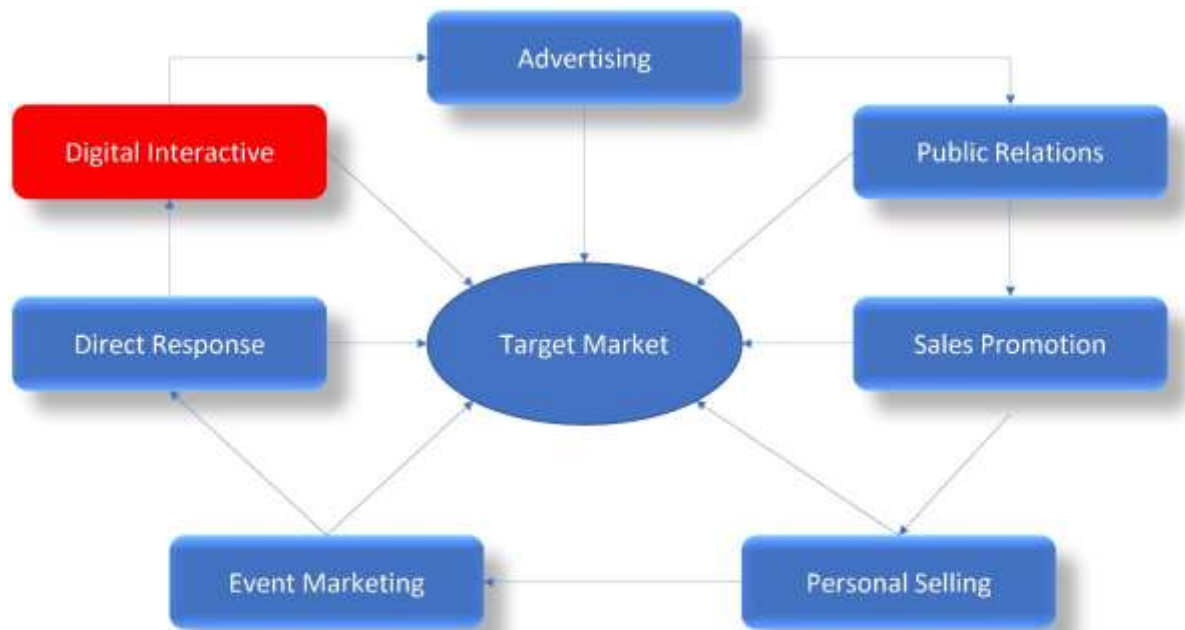 Advertising
Digital Interactive
Public Relations
Direct Response
Target Market
Sales Promotion
Event Marketing
Personal Selling